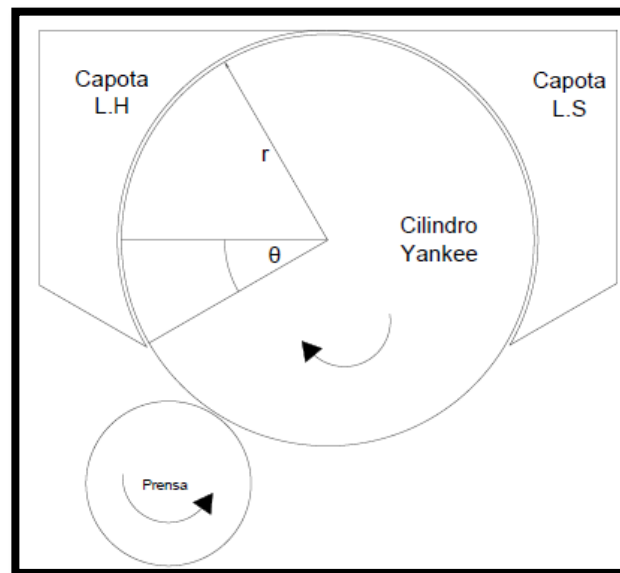 Capota
L.H
Capota
L.S
r
Cilindro
Yankee
θ
Prensa